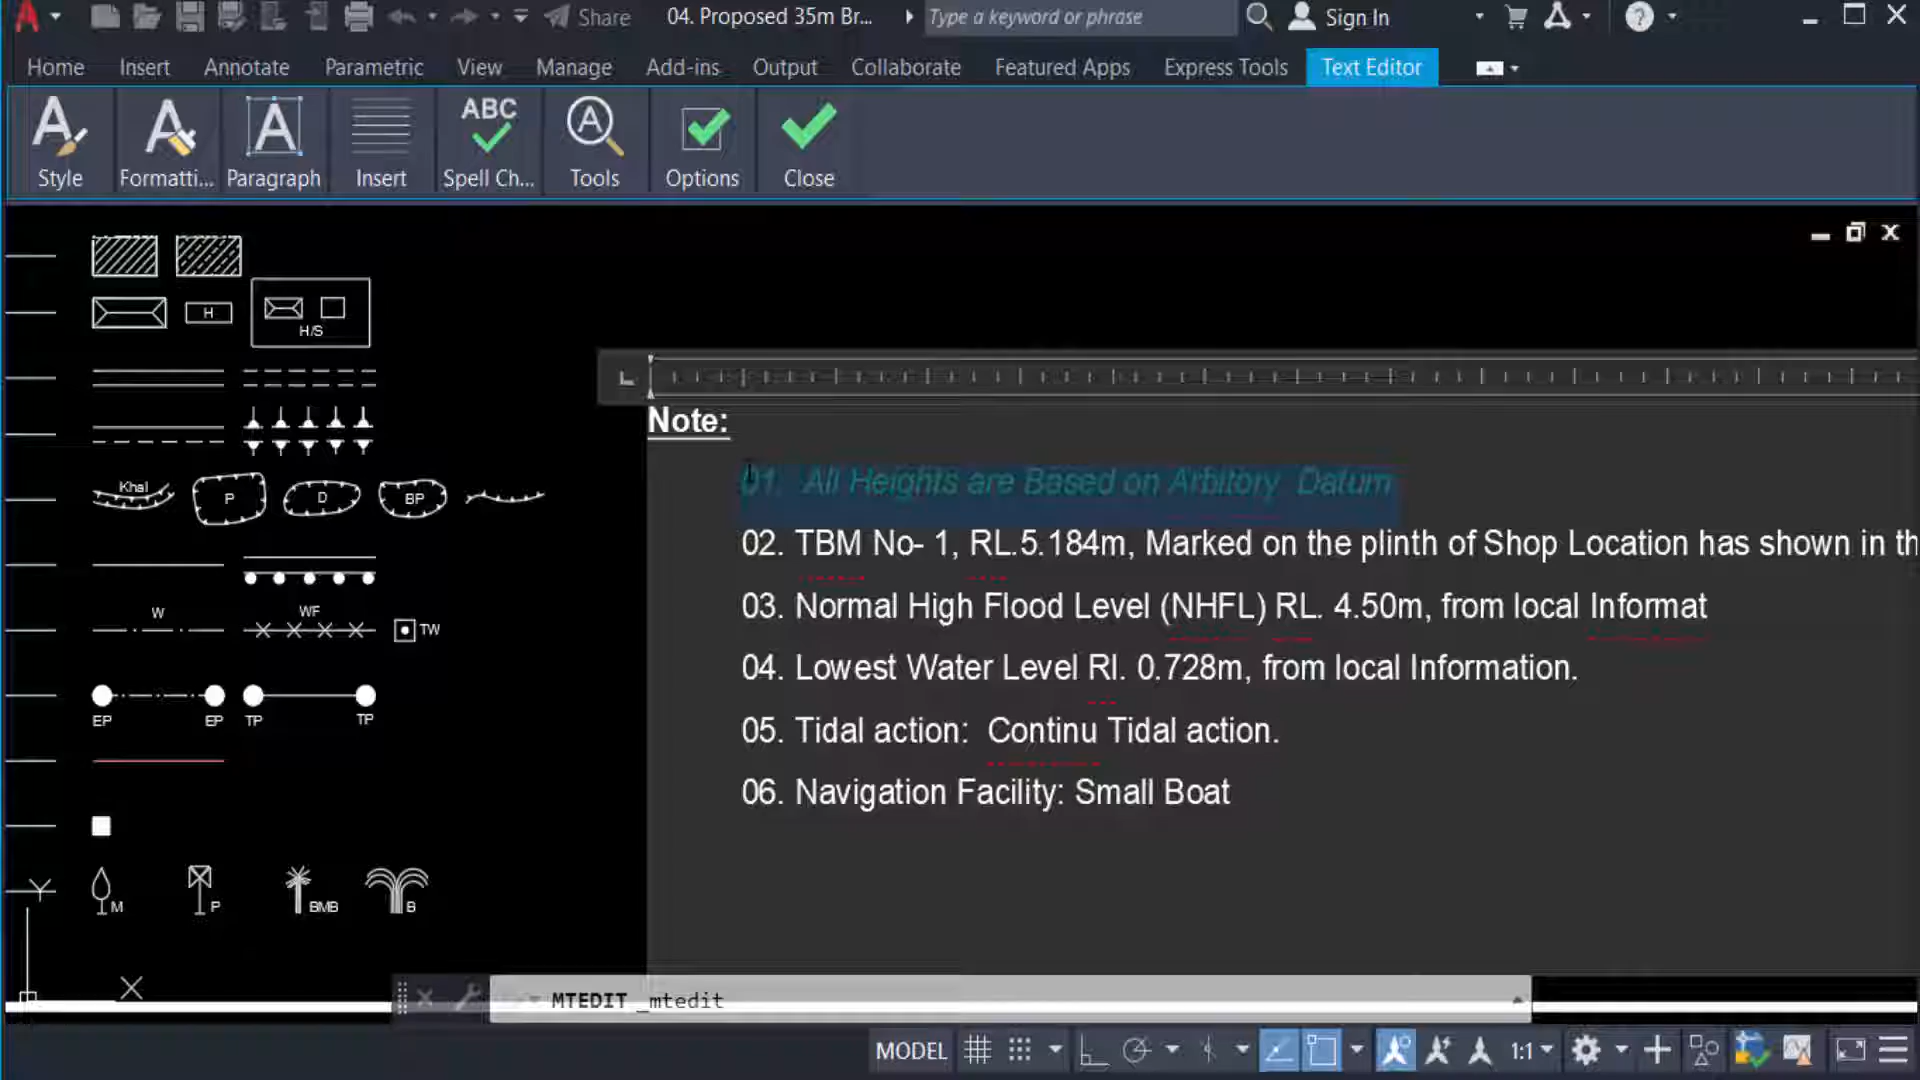 Share
04. Proposed 35m Br...
Type a keyword or phrase
Sign In
Home Insert Annotate Parametric View Manage Add-ins Output Collaborate Featured Apps Express Tools Text Editor
ABC
Style Formatti... Paragraph Insert Spell Ch... Tools Options Close
H
H/S
Note:
01. All Heights are Based on Arbitory Datum
Khal P D BP
02. TBM No- 1, RL.5.184m, Marked on the plinth of Shop Location has shown in th
W WF
03. Normal High Flood Level (NHFL) RL. 4.50m, from local Informat
TW
04. Lowest Water Level Rl. 0.728m, from local Information.
EP EP TP TP
05. Tidal action: Continu Tidal action.
06. Navigation Facility: Small Boat
M P BMB B
Y
X
MTEDIT _mtedit
MODEL 1:1